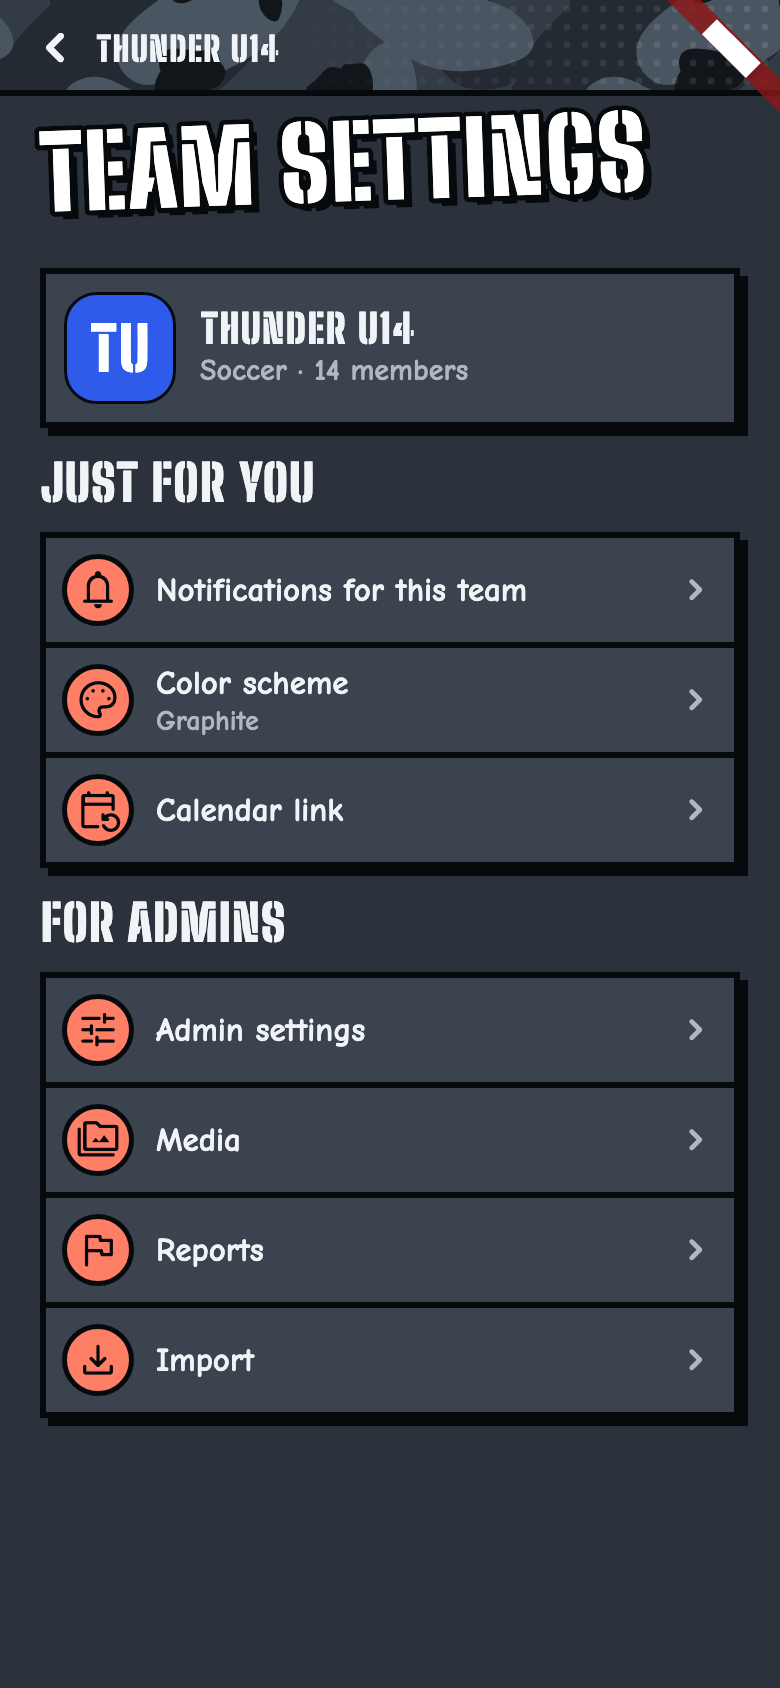 THUNDER U14
TEAM SETTINGS
TU
THUNDER U14
Soccer · 14 members
JUST FOR YOU
Notifications for this team
Color scheme
Graphite
Calendar link
FOR ADMINS
Admin settings
Media
Reports
Import